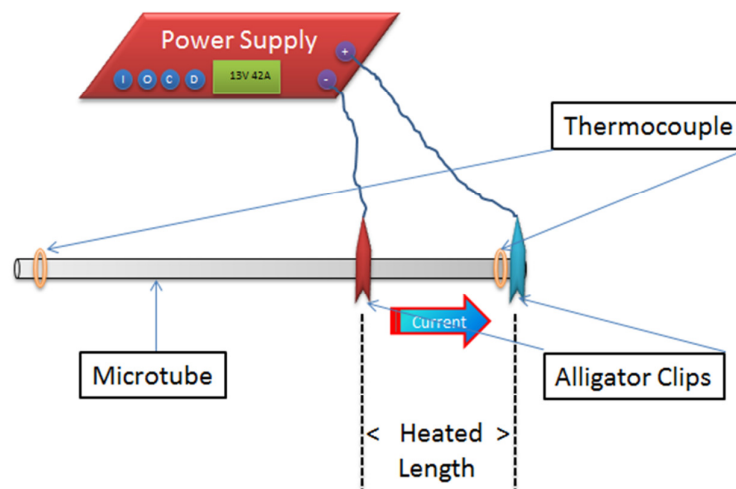 Power Supply
+
-
I O C D
13V 42A
Thermocouple
Current
Microtube
Alligator Clips
< Heated >
Length